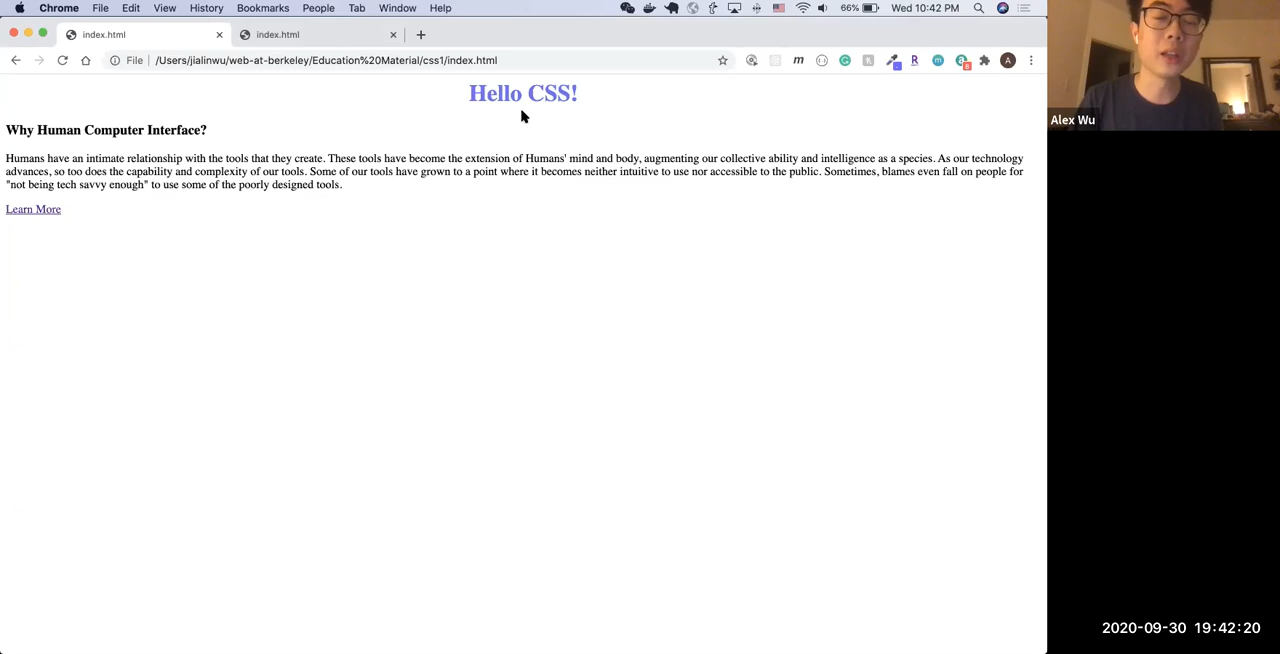 Chrome File Edit View History Bookmarks People Tab Window Help 66% Wed 10:42 PM
index.html index.html
File /Users/jialinwu/web-at-berkeley/Education%20Material/css1/index.html
Hello CSS!
Why Human Computer Interface?
Humans have an intimate relationship with the tools that they create. These tools have become the extension of Humans' mind and body, augmenting our collective ability and intelligence as a species. As our technology
advances, so too does the capability and complexity of our tools. Some of our tools have grown to a point where it becomes neither intuitive to use nor accessible to the public. Sometimes, blames even fall on people for
"not being tech savvy enough" to use some of the poorly designed tools.
Learn More
Alex Wu
2020-09-30 19:42:20